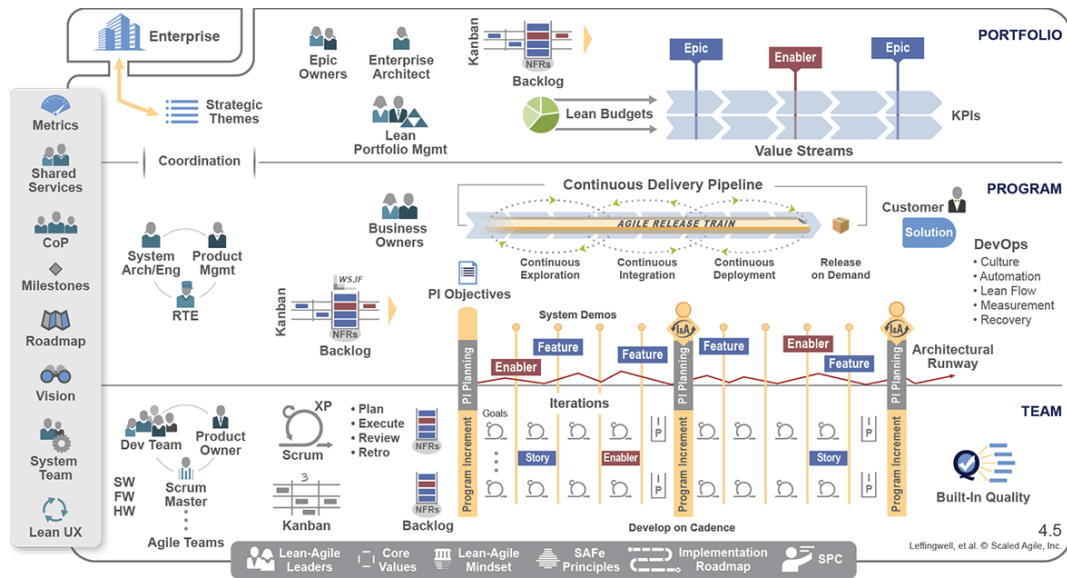 Enterprise
Epic
Owners
Enterprise
Architect
Kanban
NFRs
Backlog
Epic
Enabler
Epic
PORTFOLIO
Strategic
Themes
Lean
Portfolio Mgmt
Lean Budgets
KPIs
Value Streams
Coordination
Metrics
Shared
Services
CoP
Milestones
Roadmap
Vision
System
Team
Lean UX
PROGRAM
Continuous Delivery Pipeline
AGILE RELEASE TRAIN
Continuous
Exploration
Continuous
Integration
Continuous
Deployment
Release
on Demand
Customer
Solution
DevOps
• Culture
• Automation
• Lean Flow
• Measurement
• Recovery
Business
Owners
System
Arch/Eng
Product
Mgmt
RTE
Kanban
WSJF
NFRs
Backlog
PI Objectives
System Demos
Enabler
Feature
Feature
I&A
Feature
Enabler
Feature
I&A
PI Planning
PI Planning
PI Planning
Architectural
Runway
TEAM
Dev Team
Product
Owner
Scrum
Master
SW
FW
HW
Agile Teams
XP
Scrum
• Plan
• Execute
• Review
• Retro
3
Kanban
NFRs
NFRs
Backlog
Iterations
Goals
Program Increment
Program Increment
Program Increment
Story
Enabler
Story
I P
I P
I P
I P
Develop on Cadence
Built-In Quality
4.5
Leffingwell, et al. © Scaled Agile, Inc.
Lean-Agile
Leaders
Core
Values
Lean-Agile
Mindset
SAFe
Principles
Implementation
Roadmap
SPC